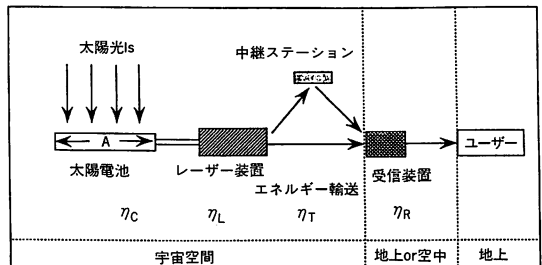 太陽光Is
中継ステーション
A
ユーザー
太陽電池
レーザー装置
受信装置
エネルギー輸送
ηC
ηL
ηT
ηR
宇宙空間
地上or空中
地上